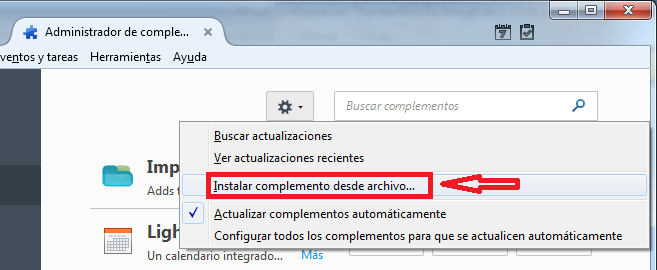 Administrador de comple...
ventos y tareas Herramientas Ayuda
Buscar complementos
Buscar actualizaciones
Ver actualizaciones recientes
Imp
Instalar complemento desde archivo...
Adds
Actualizar complementos automáticamente
Ligh
Configurar todos los complementos para que se actualicen automáticamente
Un calendario integrado... Más